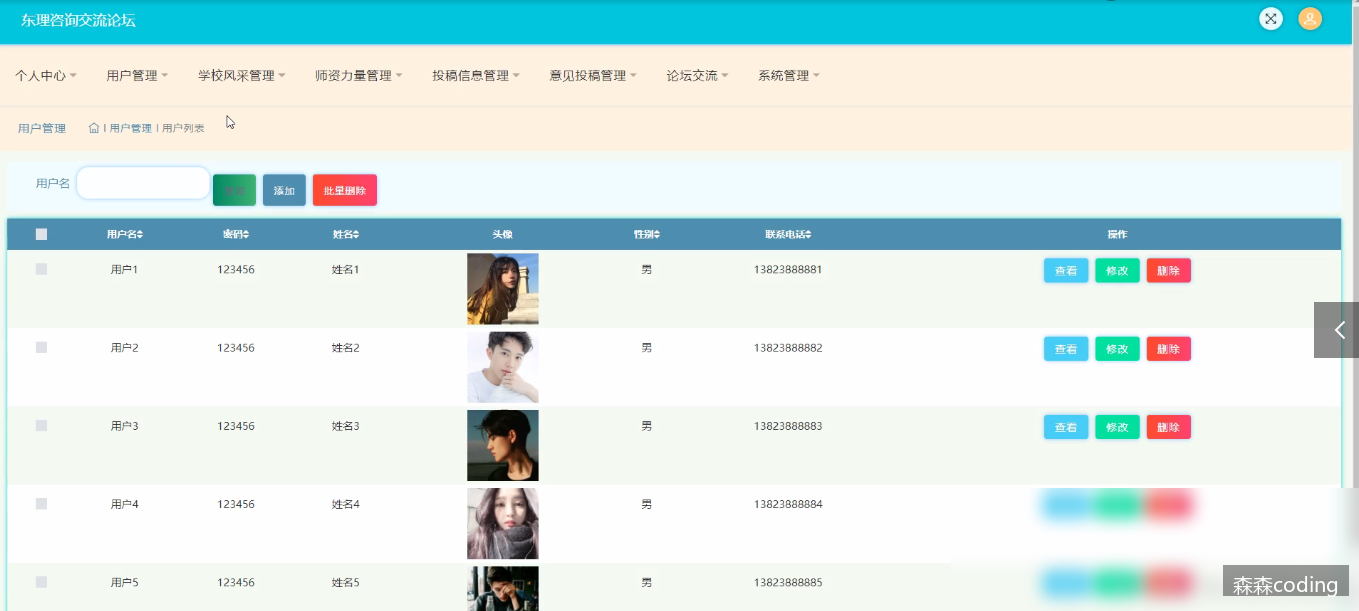 东理咨询交流论坛
个人中心 用户管理 学校风采管理 师资力量管理 投稿信息管理 意见投稿管理 论坛交流 系统管理
用户管理 | 用户管理 | 用户列表
用户名 添加 批量删除
用户名 密码 姓名 头像 性别 联系电话 操作
用户1 123456 姓名1 男 13823888881 查看 修改 删除
用户2 123456 姓名2 男 13823888882 查看 修改 删除
用户3 123456 姓名3 男 13823888883 查看 修改 删除
用户4 123456 姓名4 男 13823888884
用户5 123456 姓名5 男 13823888885
森森coding